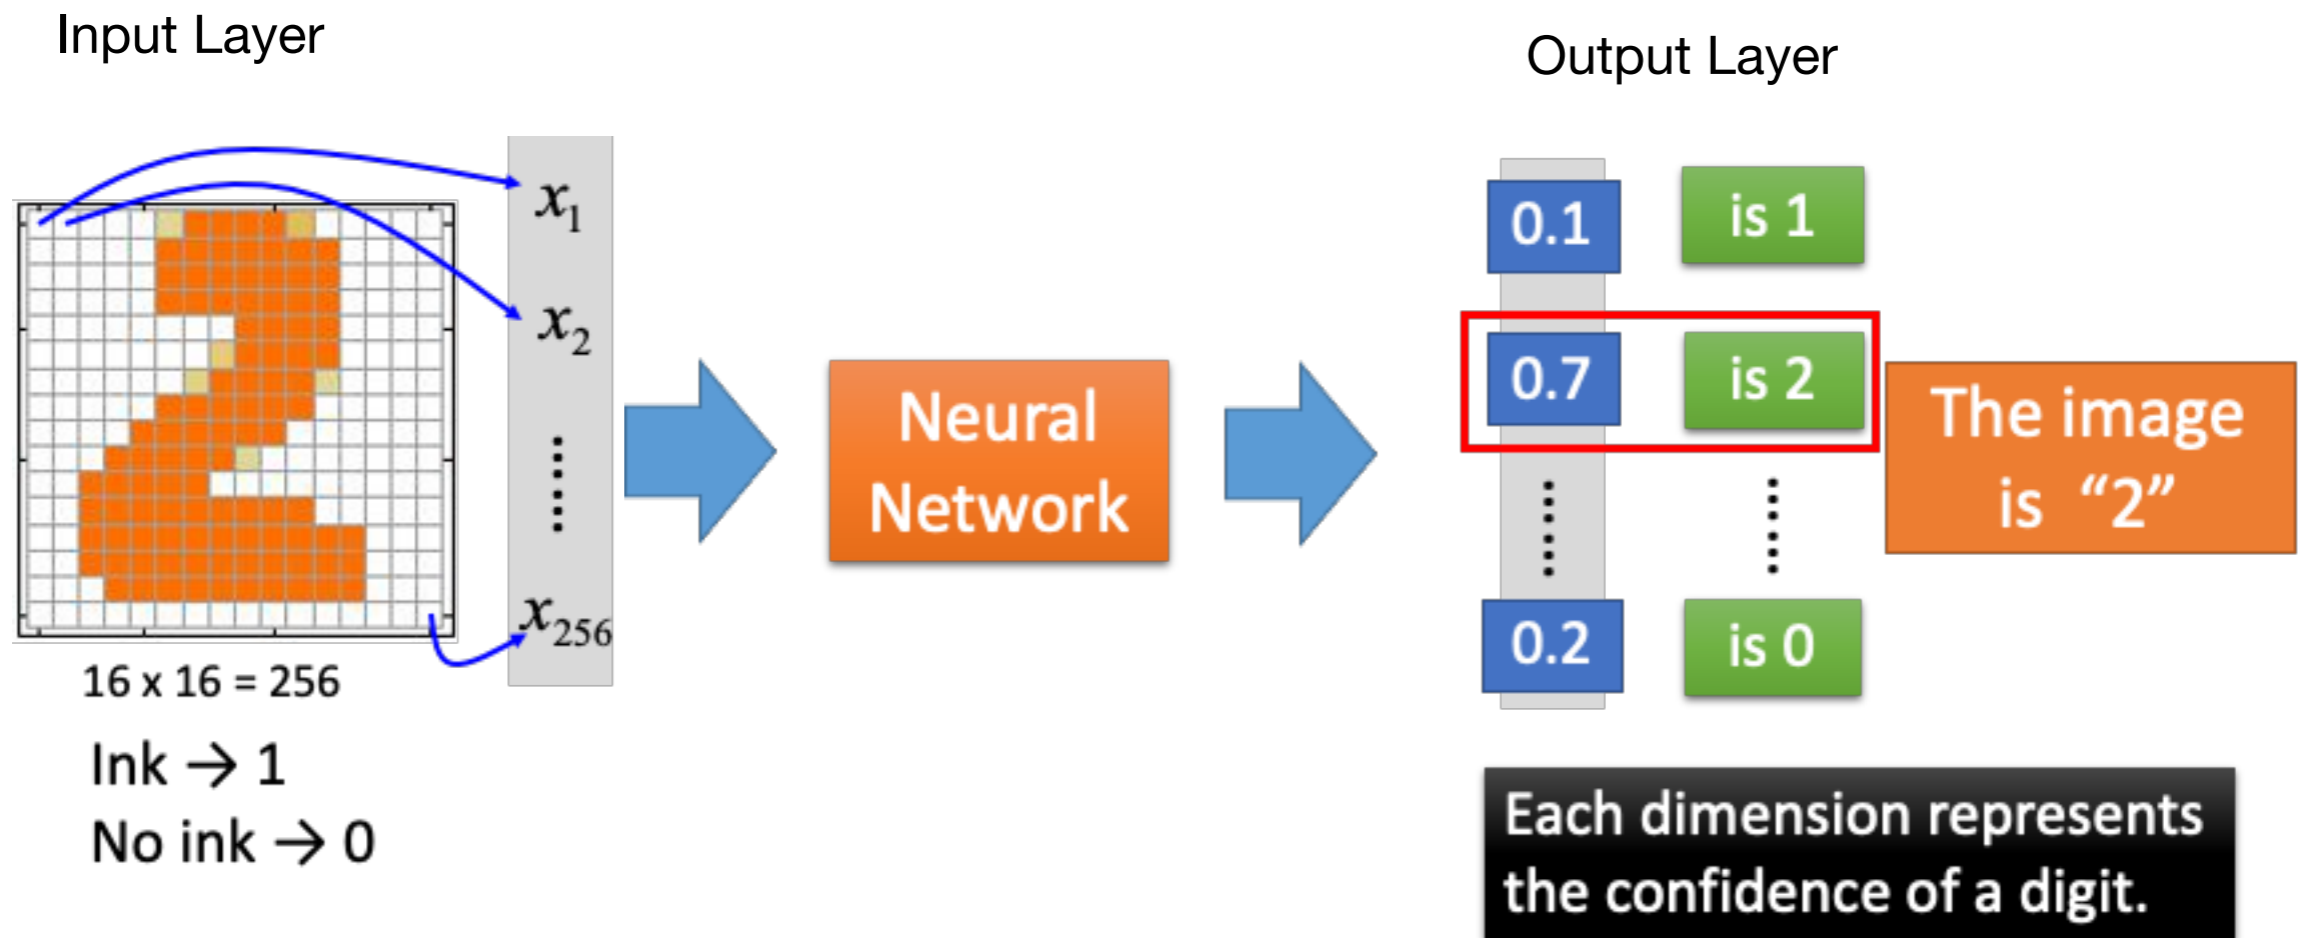 Input Layer
Output Layer
x1
x2
x256
16 x 16 = 256
Ink → 1
No ink → 0
Neural
Network
0.1
is 1
0.7
is 2
0.2
is 0
The image
is “2”
Each dimension represents
the confidence of a digit.